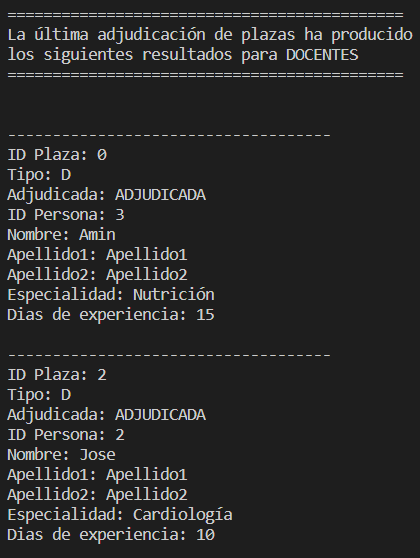 ============================================
La última adjudicación de plazas ha producido
los siguientes resultados para DOCENTES
============================================
------------------------------------
ID Plaza: 0
Tipo: D
Adjudicada: ADJUDICADA
ID Persona: 3
Nombre: Amin
Apellido1: Apellido1
Apellido2: Apellido2
Especialidad: Nutrición
Dias de experiencia: 15
------------------------------------
ID Plaza: 2
Tipo: D
Adjudicada: ADJUDICADA
ID Persona: 2
Nombre: Jose
Apellido1: Apellido1
Apellido2: Apellido2
Especialidad: Cardiología
Dias de experiencia: 10